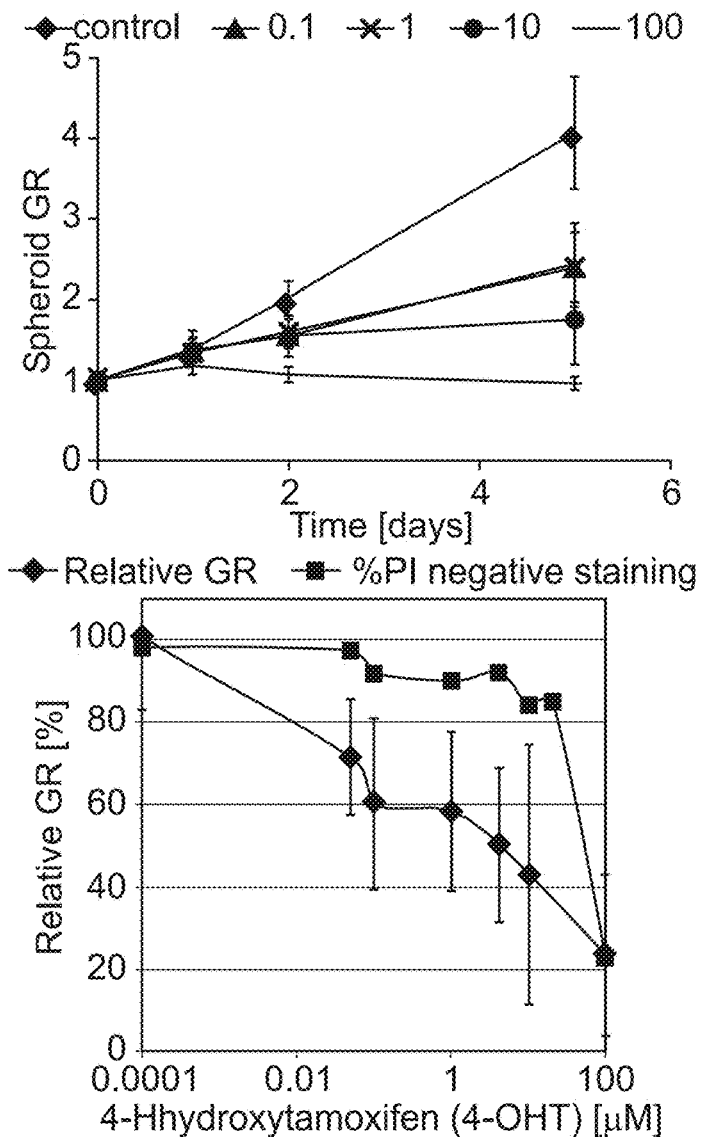 control 0.1 1 10 100
5
4
3
2
1
0
Spheroid GR
0 2 4 6
Time [days]
Relative GR %PI negative staining
100
80
60
40
20
0
Relative GR [%]
0.0001 0.01 1 100
4-Hhydroxytamoxifen (4-OHT) [μM]